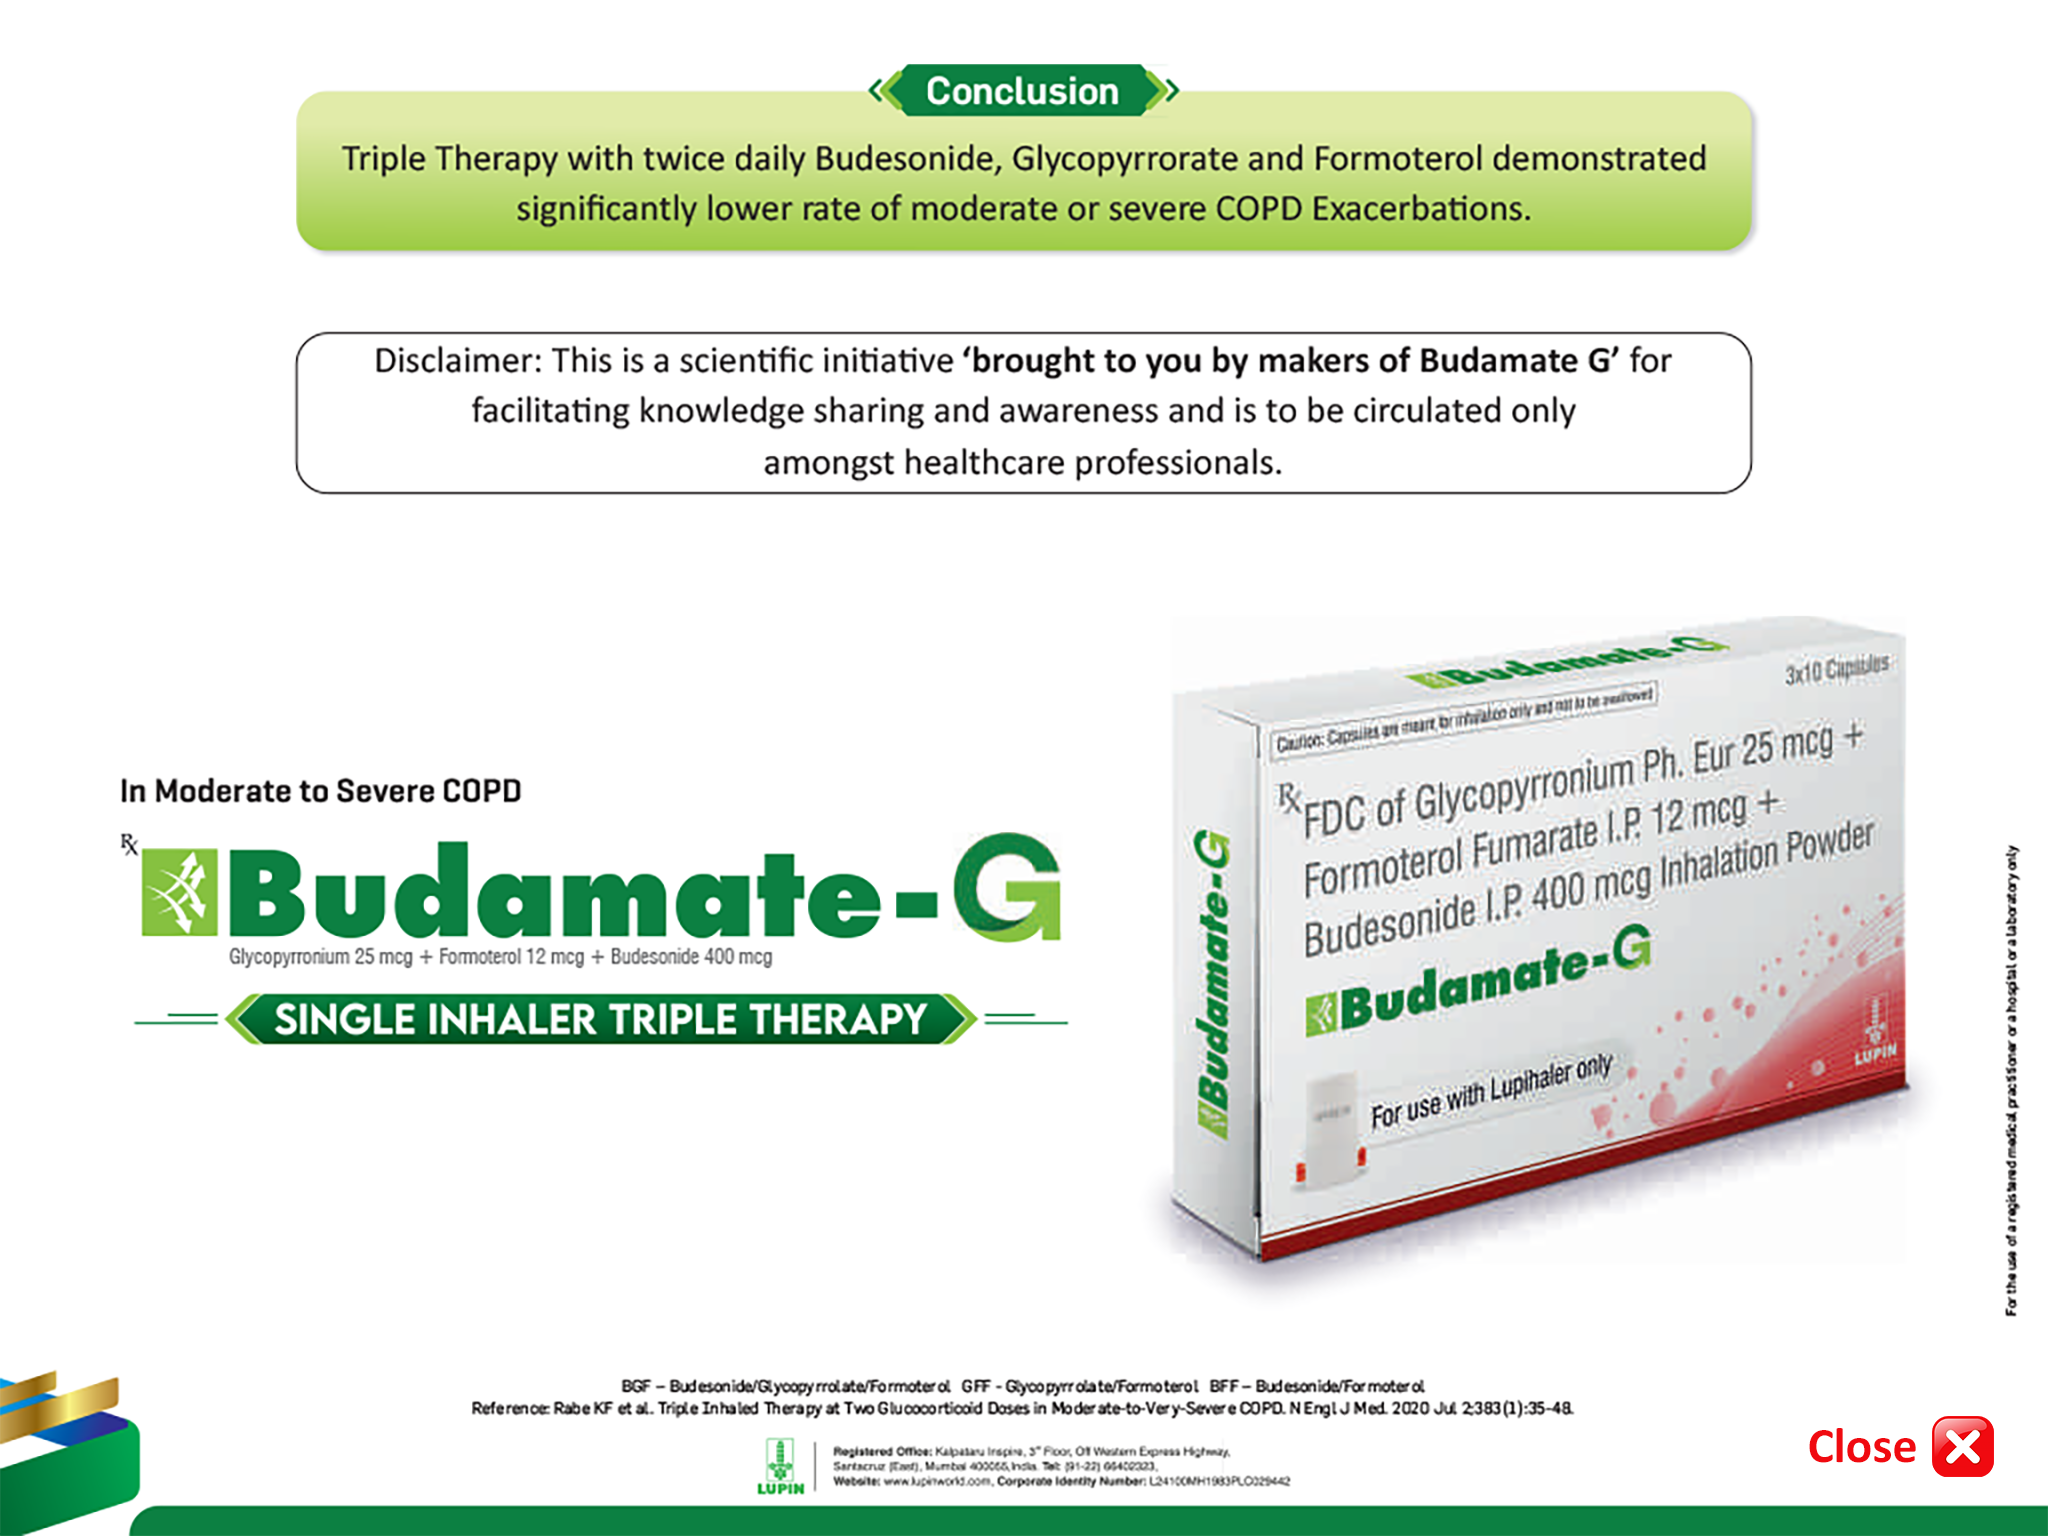 Conclusion
Triple Therapy with twice daily Budesonide, Glycopyrrorate and Formoterol demonstrated
significantly lower rate of moderate or severe COPD Exacerbations.
Disclaimer: This is a scientific initiative ‘brought to you by makers of Budamate G’ for
facilitating knowledge sharing and awareness and is to be circulated only
amongst healthcare professionals.
In Moderate to Severe COPD
Rx
Budamate-G
Glycopyrronium 25 mcg + Formoterol 12 mcg + Budesonide 400 mcg
SINGLE INHALER TRIPLE THERAPY
Budamate-G
3x10 Capsules
Caution: Capsules are meant for inhalation only and not to be swallowed
Rx FDC of Glycopyrronium Ph. Eur 25 mcg +
Formoterol Fumarate I.P. 12 mcg +
Budesonide I.P. 400 mcg Inhalation Powder
Budamate-G
Budamate-G
For use with Lupihaler only
LUPIN
For the use of a registered medical practitioner or a hospital or a laboratory only
BGF – Budesonide/Glycopyrrolate/Formoterol GFF - Glycopyrrolate/Formoterol BFF – Budesonide/Formoterol
Reference: Rabe KF et al. Triple Inhaled Therapy at Two Glucocorticoid Doses in Moderate-to-Very-Severe COPD. N Engl J Med. 2020 Jul 2;383(1):35-48.
LUPIN
Registered Office: Kalpataru Inspire, 3rd Floor, Off Western Express Highway,
Santacruz (East), Mumbai 400055, India. Tel: (91-22) 66402323,
Website: www.lupinworld.com, Corporate Identity Number: L24100MH1983PLC029442
Close